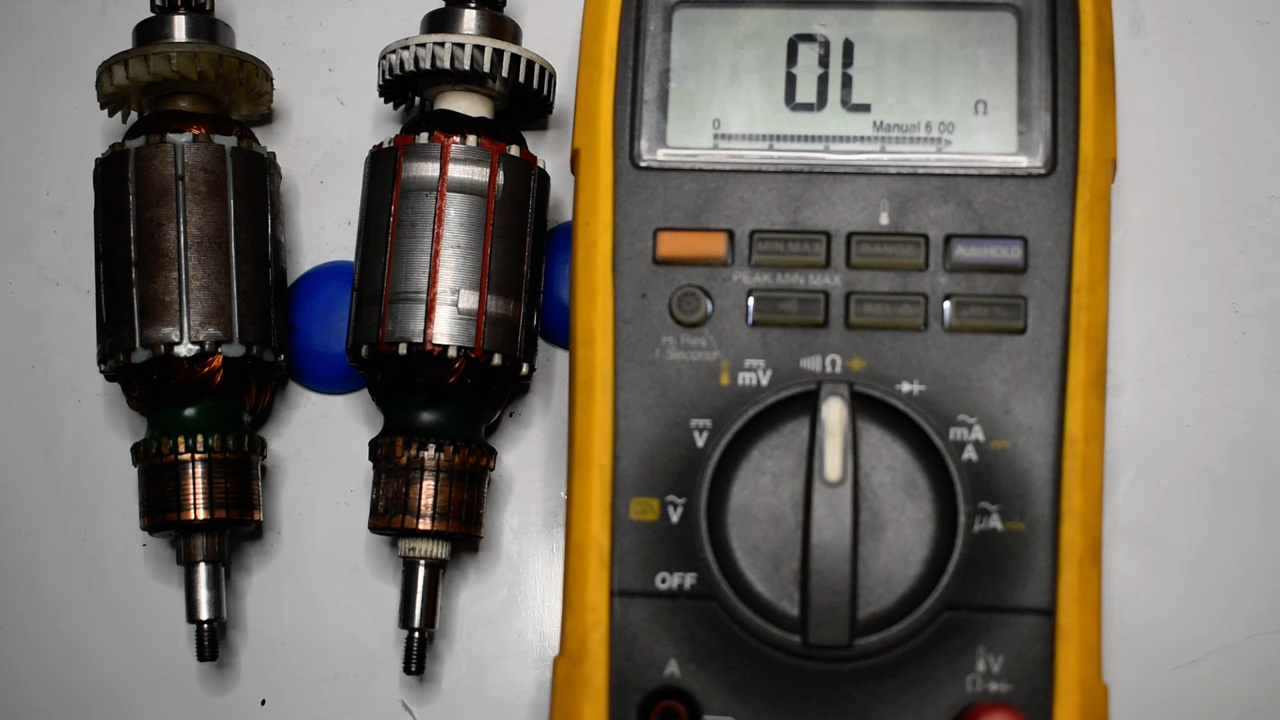 OL
Ω
0
Manual 6 00
MIN MAX
RANGE
AutoHOLD
PEAK MIN MAX
Hi Res
1 Second
mV
Ω
V
mA
A
V
µA
OFF
A
V
Ω